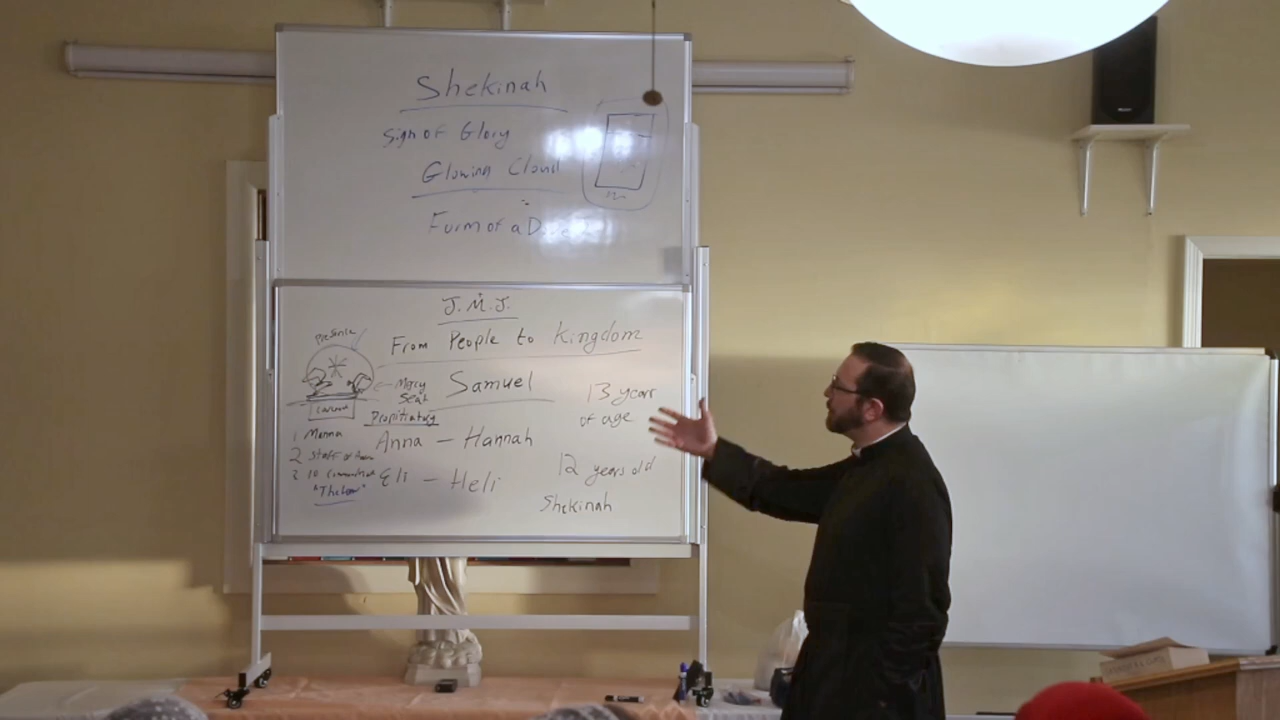 Shekinah
Sign of Glory
Glowing Cloud
Form of a
J.M.J.
From People to Kingdom
Presence
Mercy
Seat
Propitiatory
Samuel
13 years
of age
Anna – Hannah
1 Manna
2 Staff of
3 10
"The Law"
Eli – Heli
12 years old
Shekinah